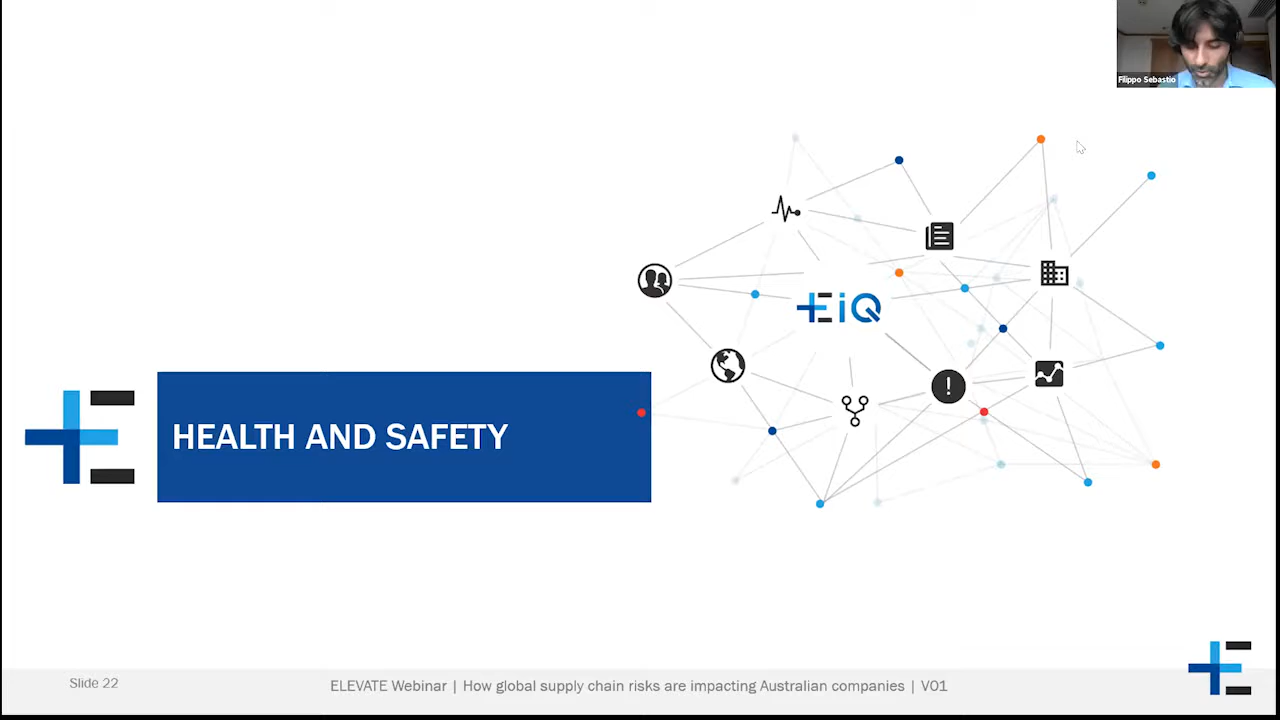 Filippo Sebastio
EiQ
HEALTH AND SAFETY
Slide 22
ELEVATE Webinar | How global supply chain risks are impacting Australian companies | V01